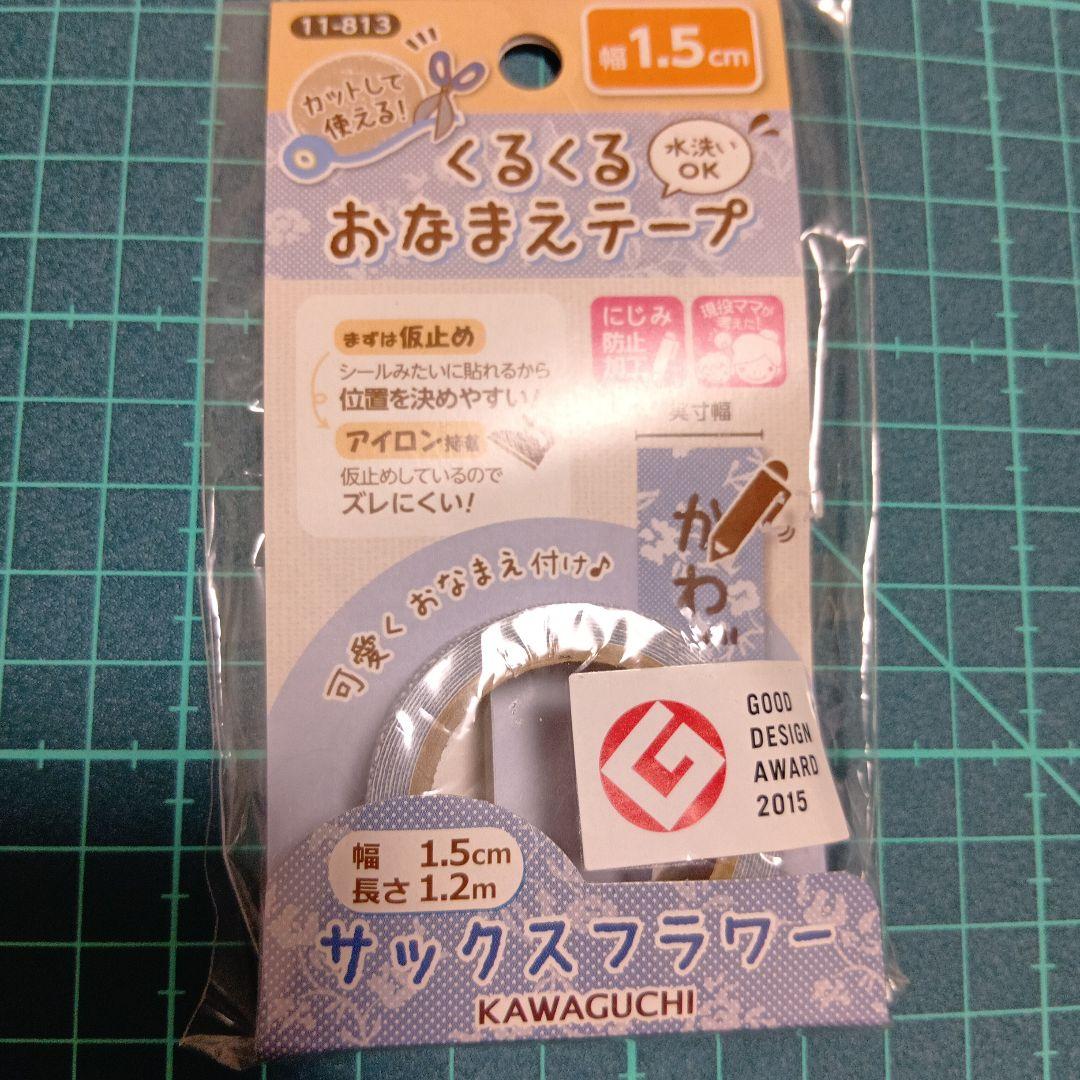 11-813
幅1.5cm
カットして
使える!
くるくる
水洗い
OK
おなまえテープ
まずは仮止め
シールみたいに貼れるから
位置を決めやすい!
アイロン接着
仮止めしているので
ズレにくい!
にじみ
防止
加工
現役ママが
考えた!
実寸幅
かわ
可愛くおなまえ付け♪
GOOD
DESIGN
AWARD
2015
幅 1.5cm
長さ 1.2m
サックスフラワー
KAWAGUCHI